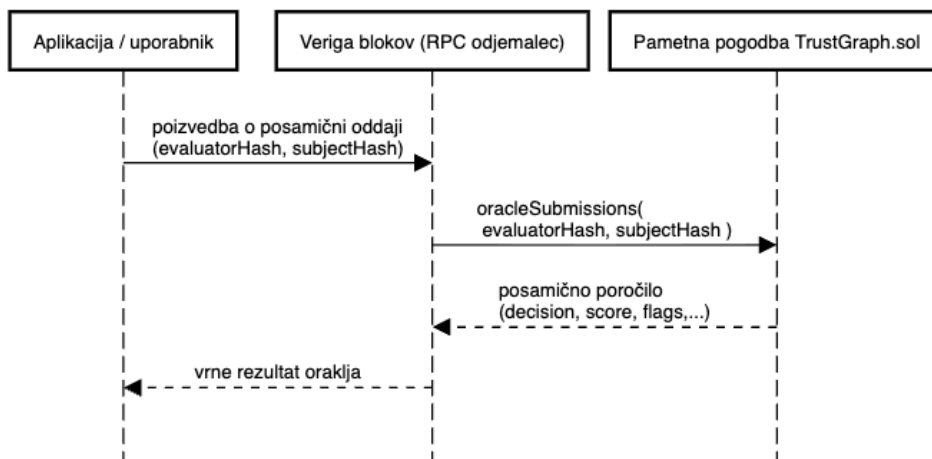 Aplikacija / uporabnik
Veriga blokov (RPC odjemalec)
Pametna pogodba TrustGraph.sol
poizvedba o posamični oddaji
(evaluatorHash, subjectHash)
oracleSubmissions(
evaluatorHash, subjectHash )
posamično poročilo
(decision, score, flags,...)
vrne rezultat oraklja